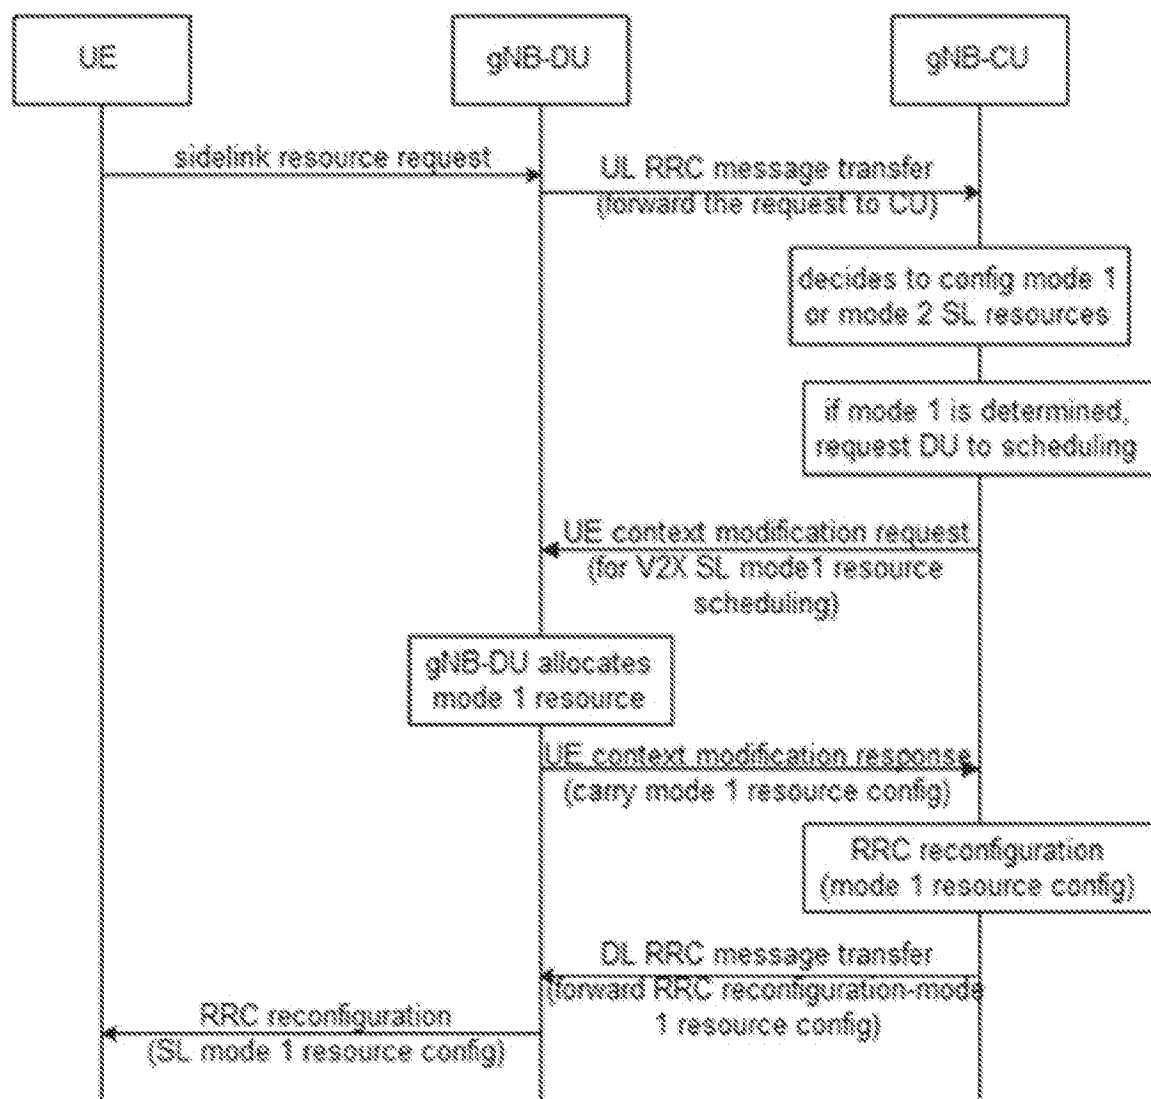 UE
gNB-DU
gNB-CU
sidelink resource request
UL RRC message transfer
(forward the request to CU)
decides to config mode 1
or mode 2 SL resources
if mode 1 is determined,
request DU to scheduling
UE context modification request
(for V2X SL mode1 resource
scheduling)
gNB-DU allocates
mode 1 resource
UE context modification response
(carry mode 1 resource config)
RRC reconfiguration
(mode 1 resource config)
DL RRC message transfer
(forward RRC reconfiguration-mode
1 resource config)
RRC reconfiguration
(SL mode 1 resource config)